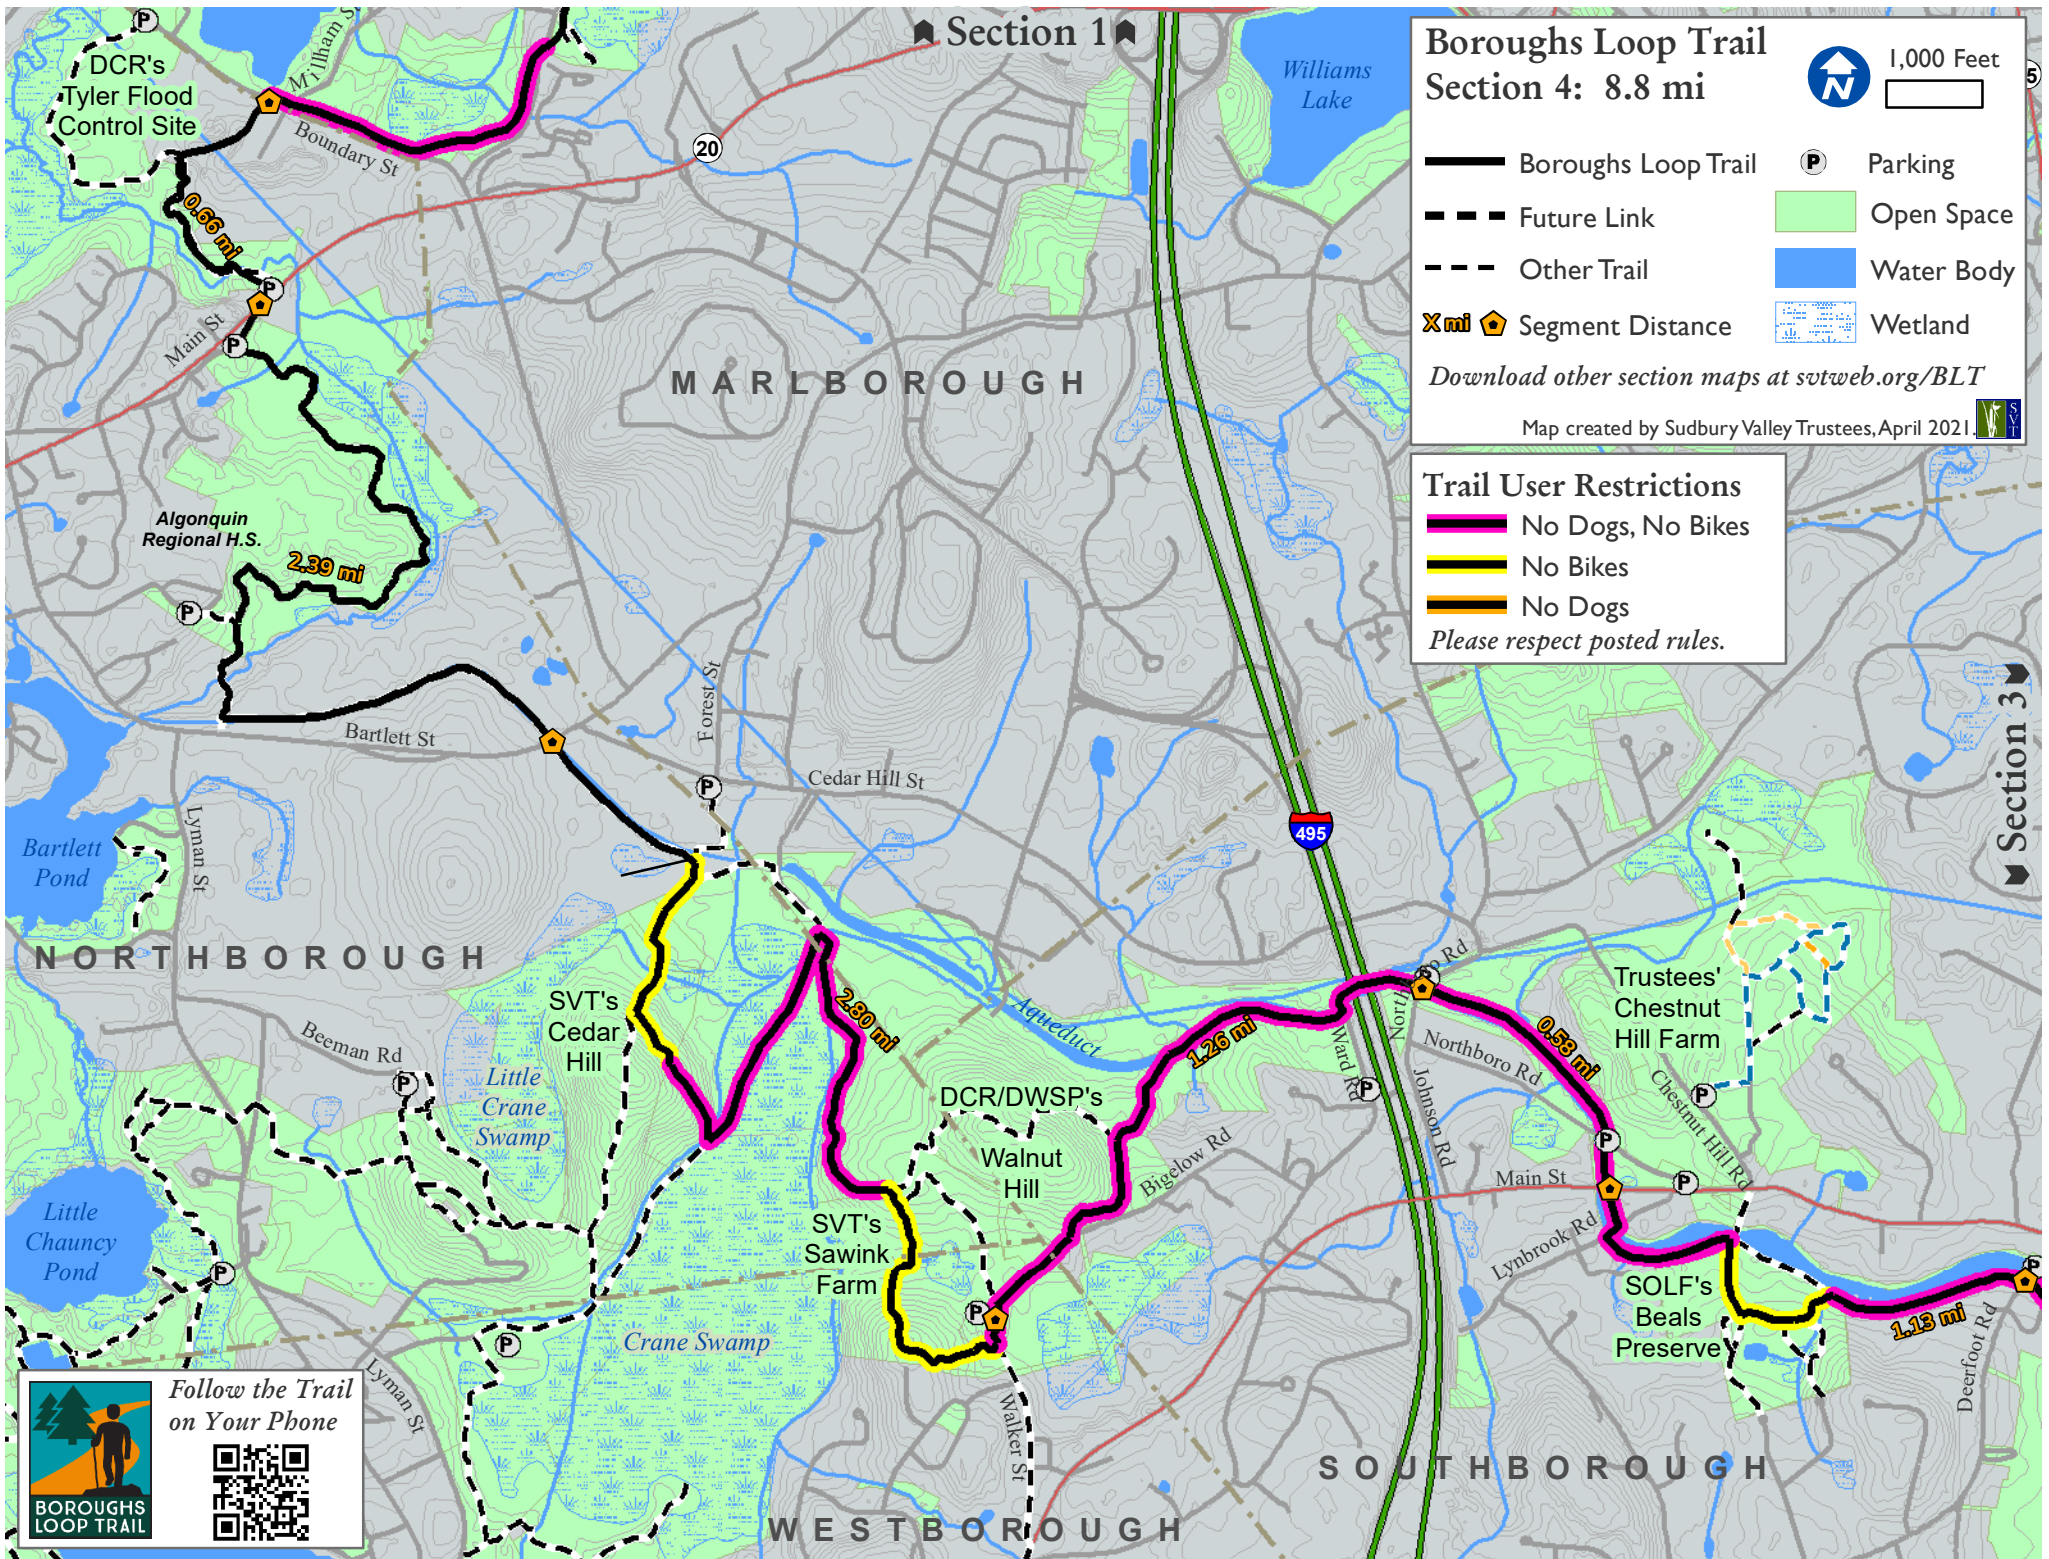 Section 1
Boroughs Loop Trail
Section 4: 8.8 mi
N
1,000 Feet
Boroughs Loop Trail
Future Link
Other Trail
X mi
Segment Distance
P
Parking
Open Space
Water Body
Wetland
Download other section maps at svtweb.org/BLT
Map created by Sudbury Valley Trustees, April 2021.
SVT
Trail User Restrictions
No Dogs, No Bikes
No Bikes
No Dogs
Please respect posted rules.
Section 3
P
DCR's
Tyler Flood
Control Site
Milham St
Boundary St
20
Williams
Lake
0.66 mi
P
Main St
P
MARLBOROUGH
Algonquin
Regional H.S.
2.39 mi
P
Bartlett St
Forest St
P
Cedar Hill St
495
Bartlett
Pond
Lyman St
NORTHBOROUGH
SVT's
Cedar
Hill
Beeman Rd
P
Little
Crane
Swamp
2.80 mi
Aqueduct
1.26 mi
P
Ward Rd
P
Northboro Rd
Johnson Rd
0.58 mi
Trustees'
Chestnut
Hill Farm
P
Chestnut Hill Rd
DCR/DWSP's
Walnut
Hill
Bigelow Rd
Main St
P
P
Lynbrook Rd
SVT's
Sawink
Farm
P
Little
Chauncy
Pond
P
P
Crane Swamp
SOLF's
Beals
Preserve
1.13 mi
P
Deerfoot Rd
Lyman St
Walker St
SOUTHBOROUGH
WESTBOROUGH
Follow the Trail
on Your Phone
BOROUGHS
LOOP TRAIL